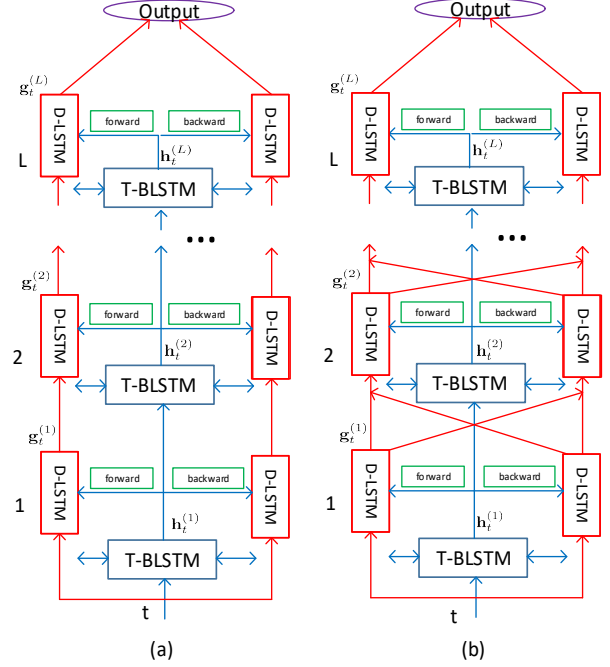 Output
g_t^{(L)}
D-LSTM
forward
backward
D-LSTM
h_t^{(L)}
L
T-BLSTM
...
g_t^{(2)}
D-LSTM
forward
backward
D-LSTM
h_t^{(2)}
2
T-BLSTM
g_t^{(1)}
D-LSTM
forward
backward
D-LSTM
1
h_t^{(1)}
T-BLSTM
t
(a)
Output
g_t^{(L)}
D-LSTM
forward
backward
D-LSTM
h_t^{(L)}
L
T-BLSTM
...
g_t^{(2)}
D-LSTM
forward
backward
D-LSTM
h_t^{(2)}
2
T-BLSTM
g_t^{(1)}
D-LSTM
forward
backward
D-LSTM
1
h_t^{(1)}
T-BLSTM
t
(b)